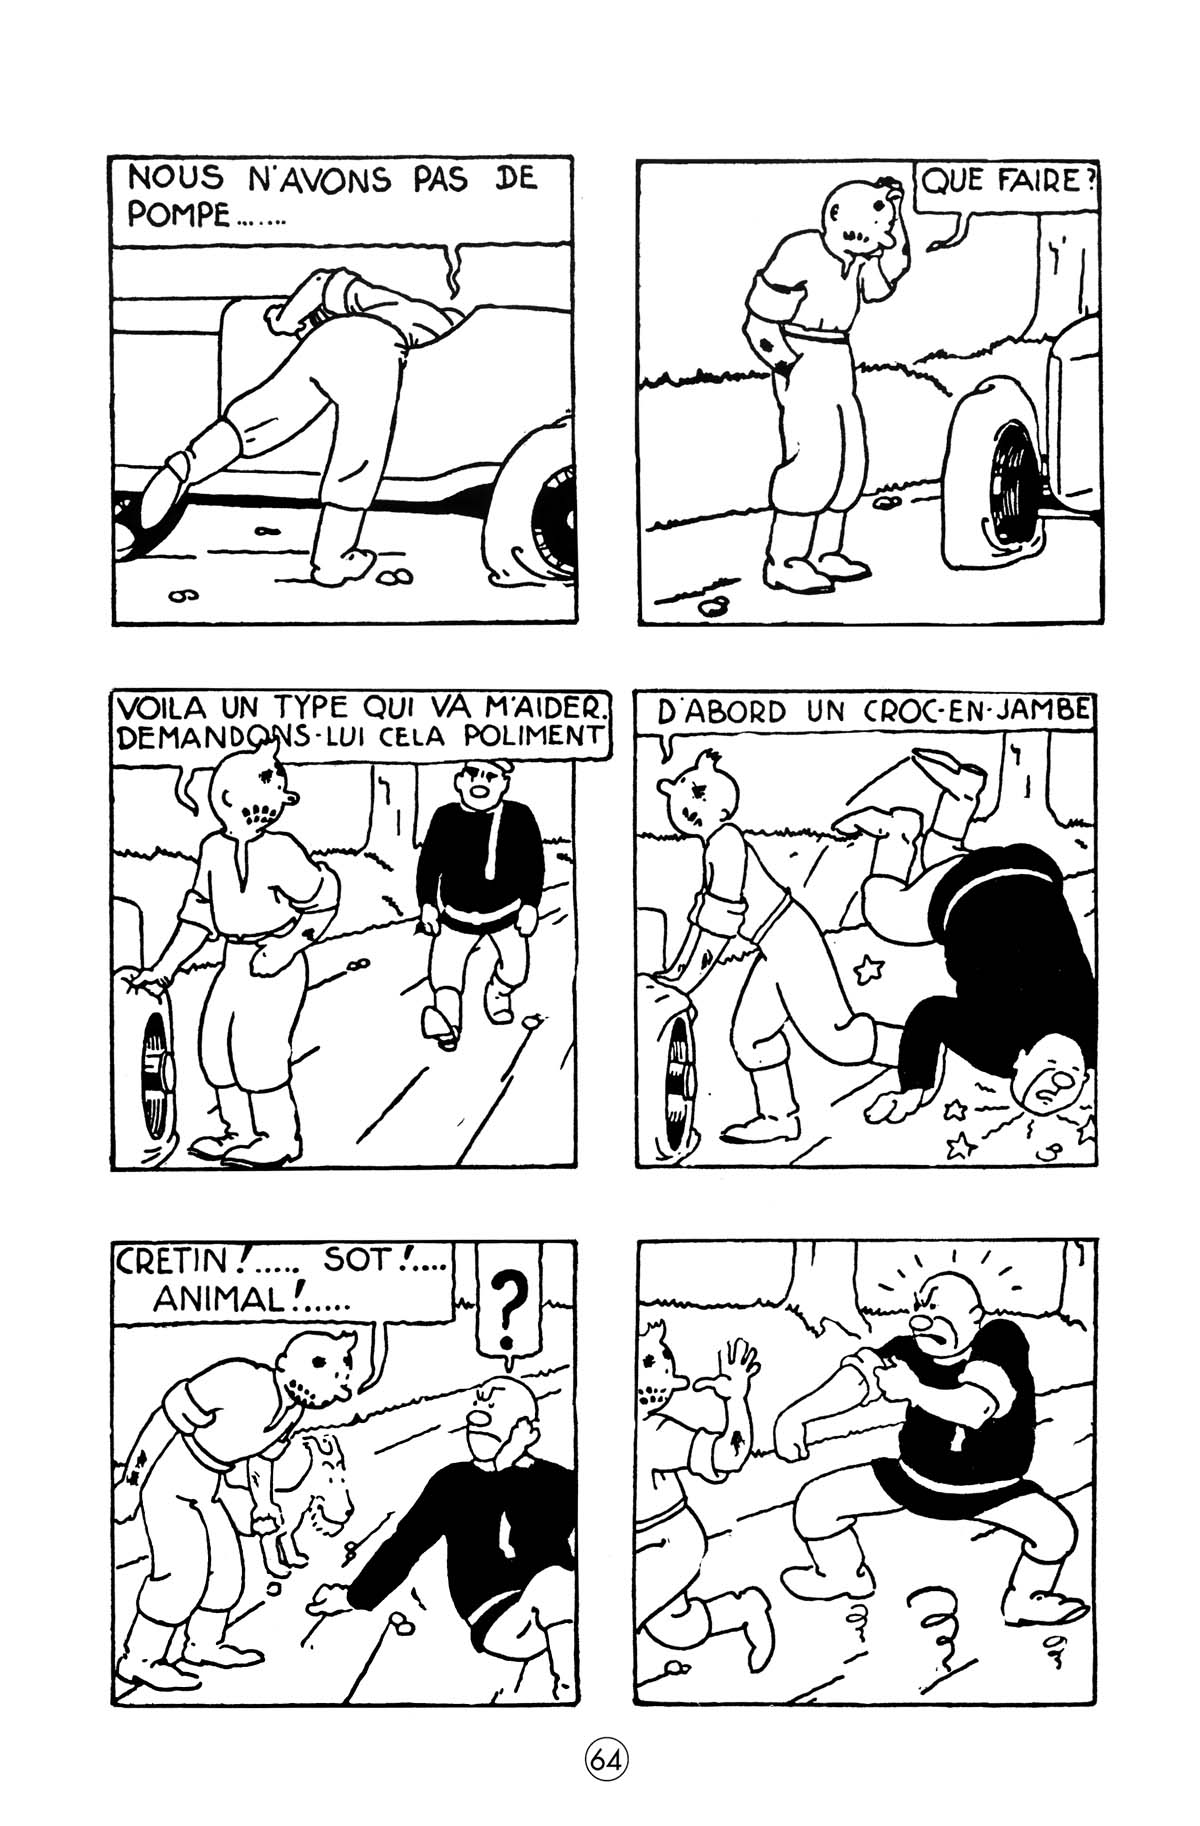 NOUS N'AVONS PAS DE
POMPE.......
QUE FAIRE?
VOILA UN TYPE QUI VA M'AIDER.
DEMANDONS-LUI CELA POLIMENT
D'ABORD UN CROC-EN-JAMBE
CRETIN!..... SOT!.....
ANIMAL!.....
?
64